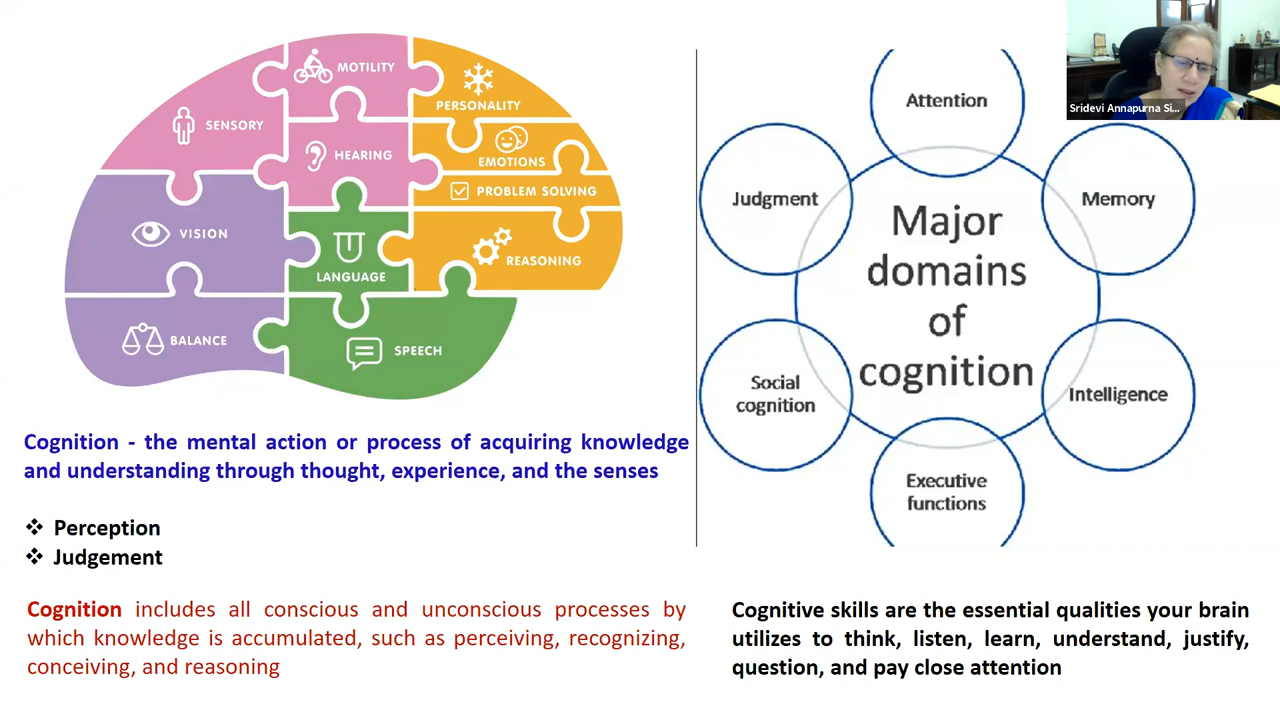 MOTILITY
PERSONALITY
SENSORY
HEARING
EMOTIONS
PROBLEM SOLVING
VISION
LANGUAGE
REASONING
BALANCE
SPEECH
Cognition - the mental action or process of acquiring knowledge
and understanding through thought, experience, and the senses
❖ Perception
❖ Judgement
Cognition includes all conscious and unconscious processes by
which knowledge is accumulated, such as perceiving, recognizing,
conceiving, and reasoning
Attention
Judgment
Memory
Major
domains
of
cognition
Social
cognition
Intelligence
Executive
functions
Cognitive skills are the essential qualities your brain
utilizes to think, listen, learn, understand, justify,
question, and pay close attention
Sridevi Annapurna Si...